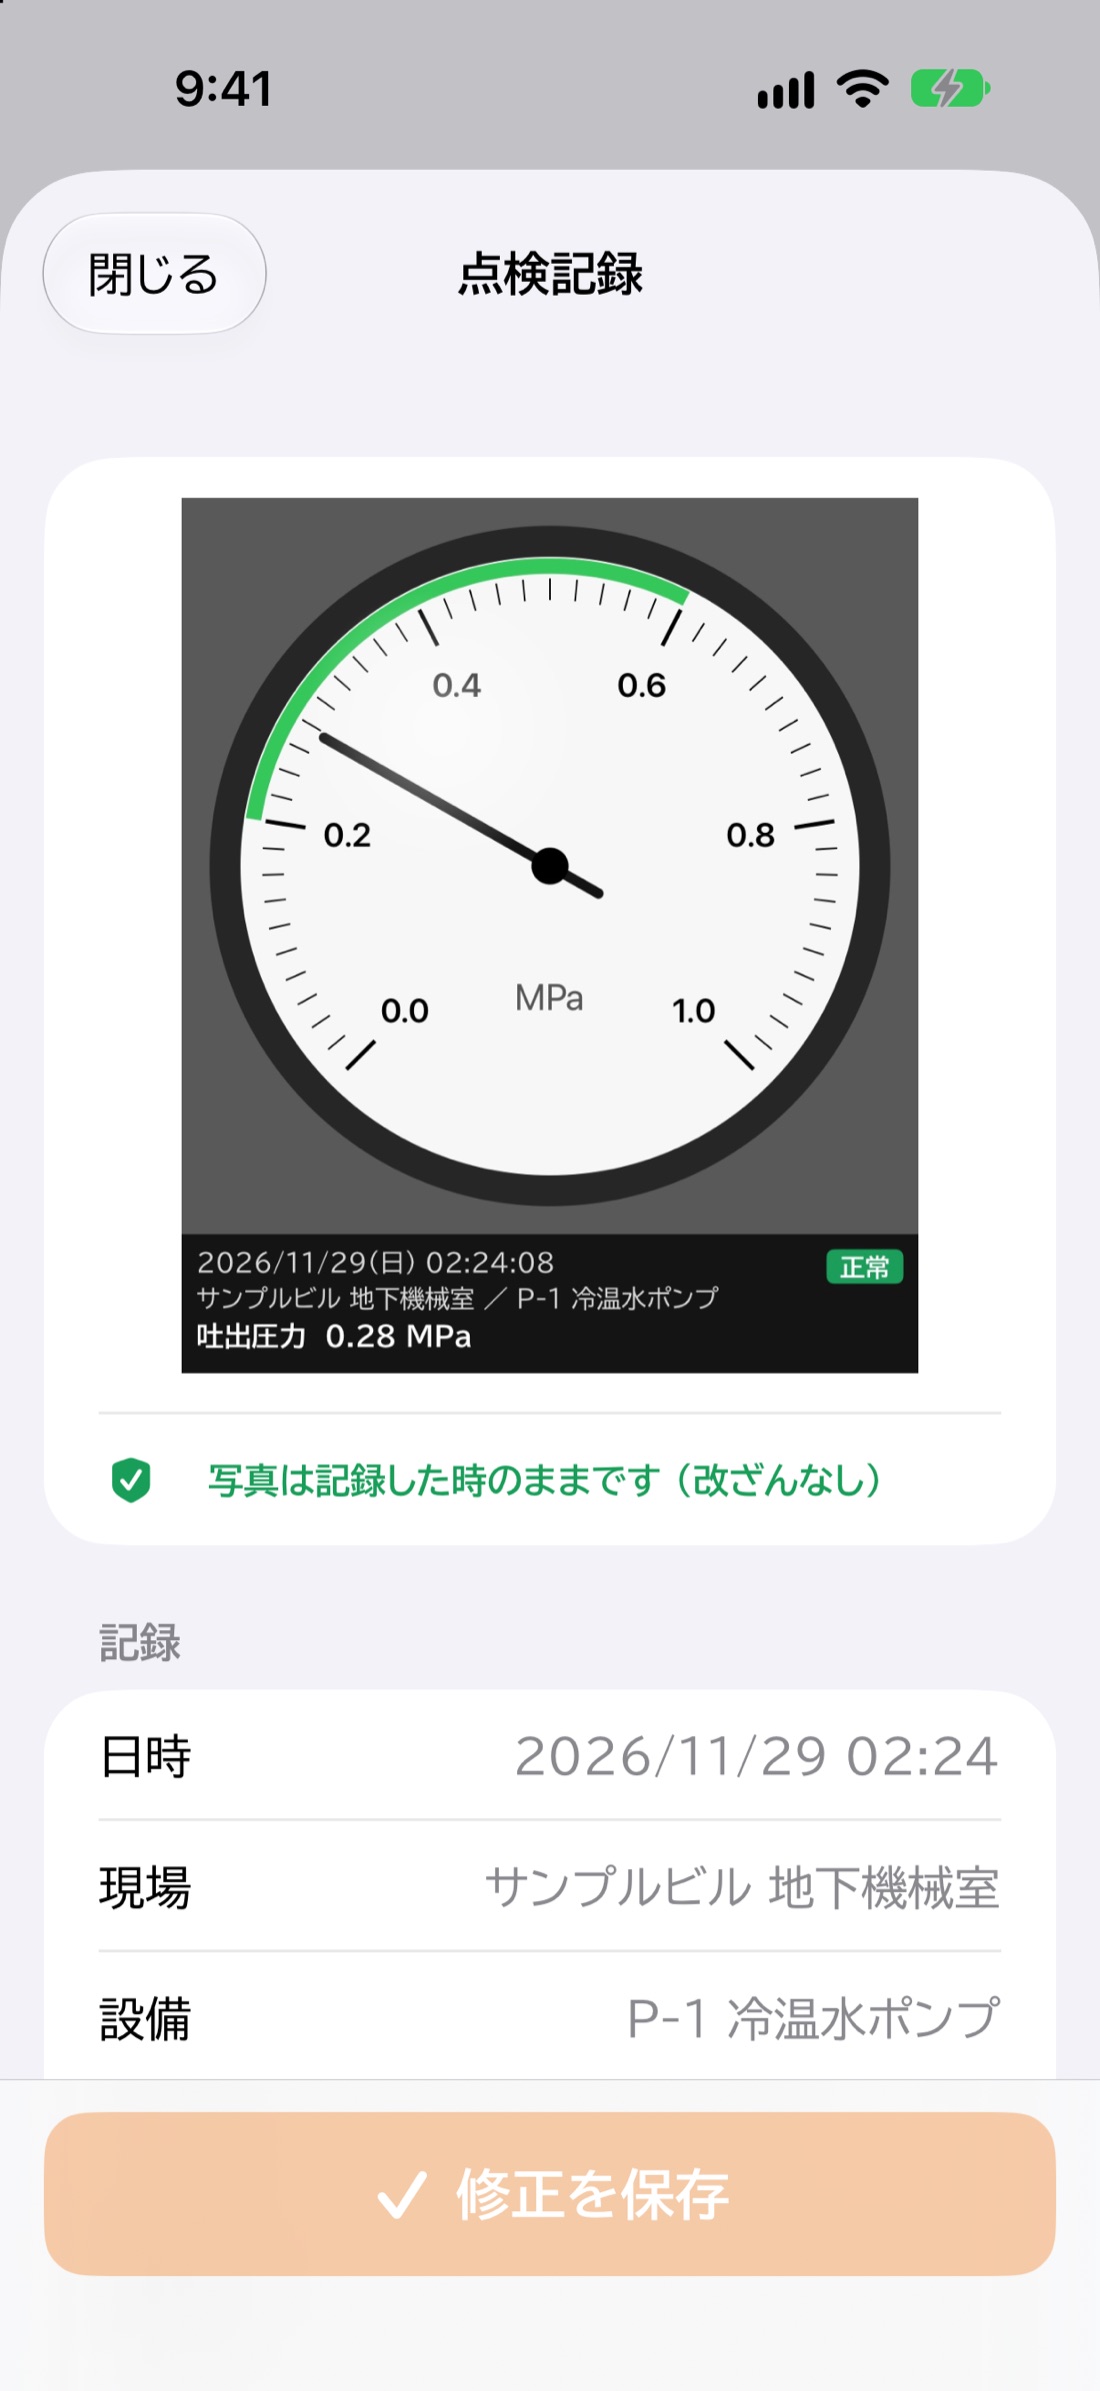 9:41
閉じる
点検記録
0.4
0.6
0.2
0.8
0.0
MPa
1.0
2026/11/29(日) 02:24:08
正常
サンプルビル 地下機械室 ／ P-1 冷温水ポンプ
吐出圧力 0.28 MPa
写真は記録した時のままです（改ざんなし）
記録
日時 2026/11/29 02:24
現場 サンプルビル 地下機械室
設備 P-1 冷温水ポンプ
修正を保存